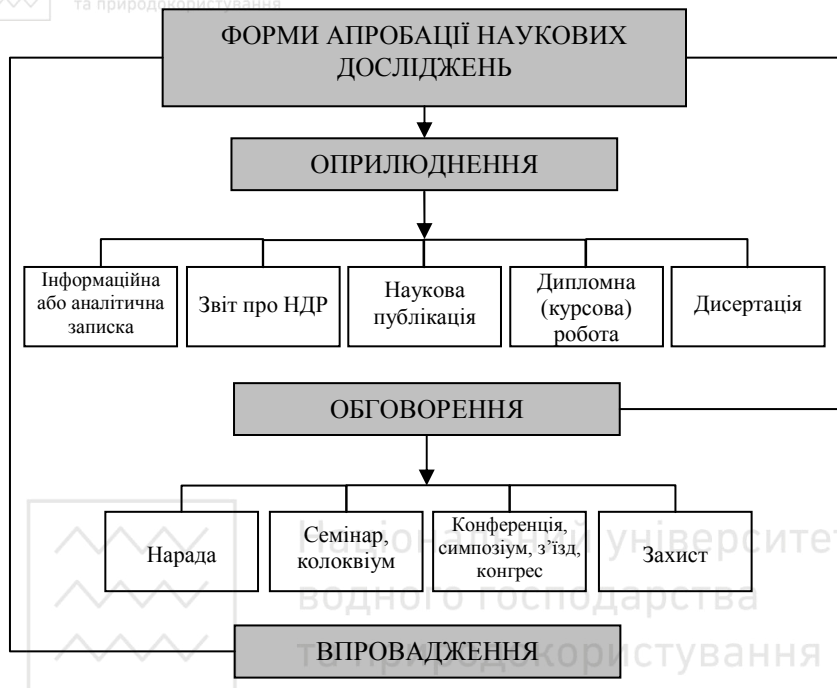 та природокористування
ФОРМИ АПРОБАЦІЇ НАУКОВИХ
ДОСЛІДЖЕНЬ
ОПРИЛЮДНЕННЯ
Інформаційна
або аналітична
записка
Звіт про НДР
Наукова
публікація
Дипломна
(курсова)
робота
Дисертація
ОБГОВОРЕННЯ
Нарада
Семінар,
колоквіум
Конференція,
симпозіум, з’їзд,
конгрес
Захист
Національний університет
водного господарства
та природокористування
ВПРОВАДЖЕННЯ